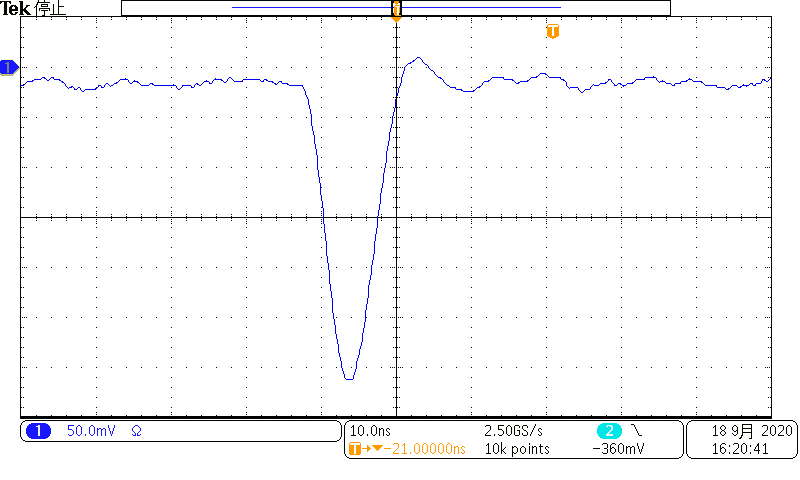 Tek 停止
T
T
1
1 50.0mV Ω
10.0ns 2.50GS/s 2
T→▼-21.00000ns 10k points -360mV
18 9月 2020
16:20:41